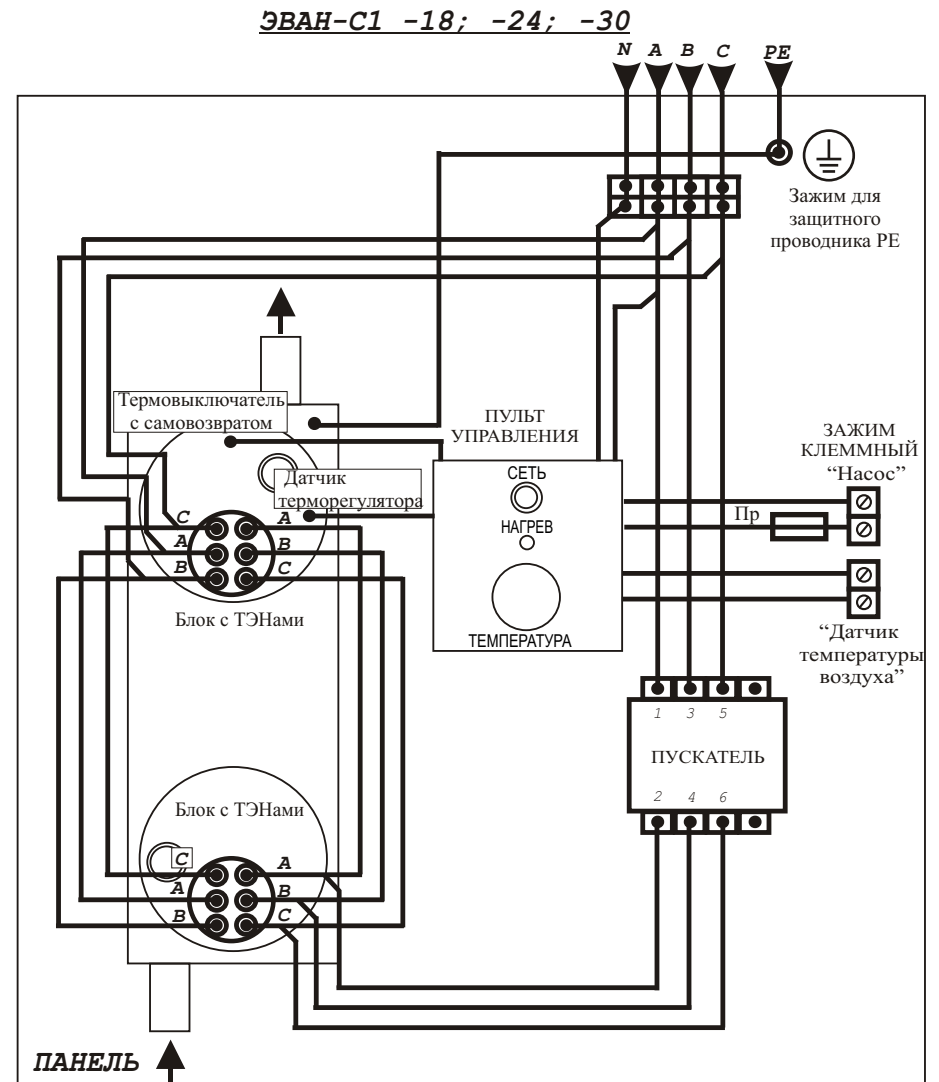 ЭВАН-С1 -18; -24; -30
N A B C PE
Зажим для
защитного
проводника РЕ
Термовыключатель
с самовозвратом
ПУЛЬТ
УПРАВЛЕНИЯ
ЗАЖИМ
КЛЕММНЫЙ
“Насос”
СЕТЬ
Датчик
терморегулятора
НАГРЕВ
Пр
C A
A B
B C
Блок с ТЭНами
ТЕМПЕРАТУРА
“Датчик
температуры
воздуха”
1 3 5
ПУСКАТЕЛЬ
2 4 6
Блок с ТЭНами
C A
A B
B C
ПАНЕЛЬ